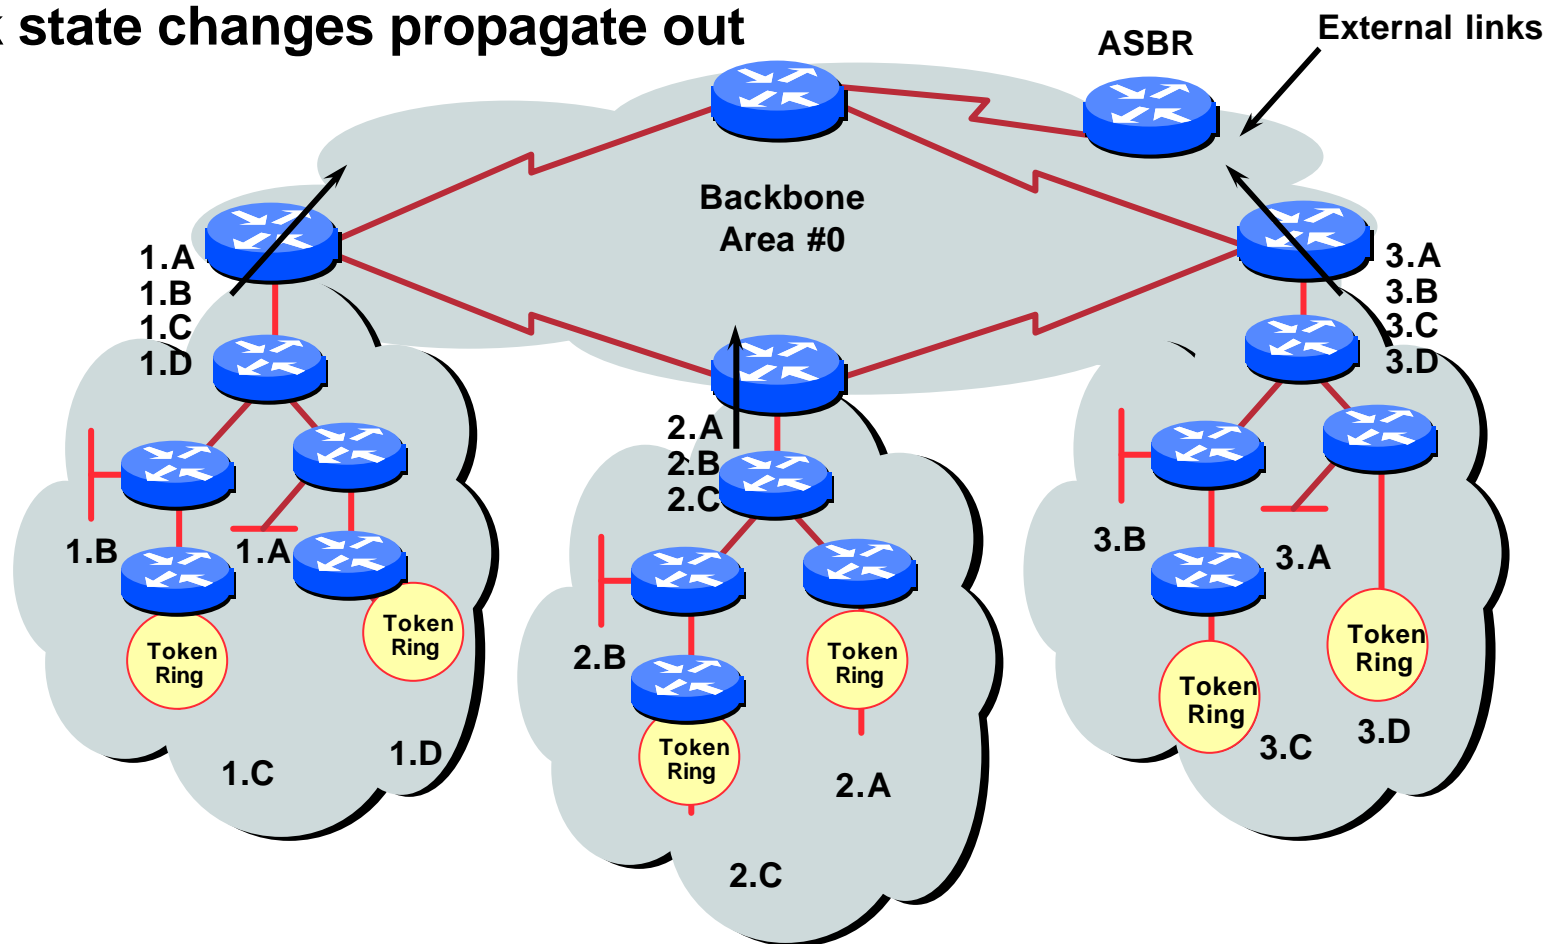 state changes propagate out
External links
ASBR
Backbone
Area #0
1.A
1.B
1.C
1.D
3.A
3.B
3.C
3.D
2.A
2.B
2.C
1.B
1.A
Token
Ring
Token
Ring
1.C
1.D
2.B
Token
Ring
Token
Ring
2.A
2.C
3.B
3.A
Token
Ring
Token
Ring
3.C
3.D